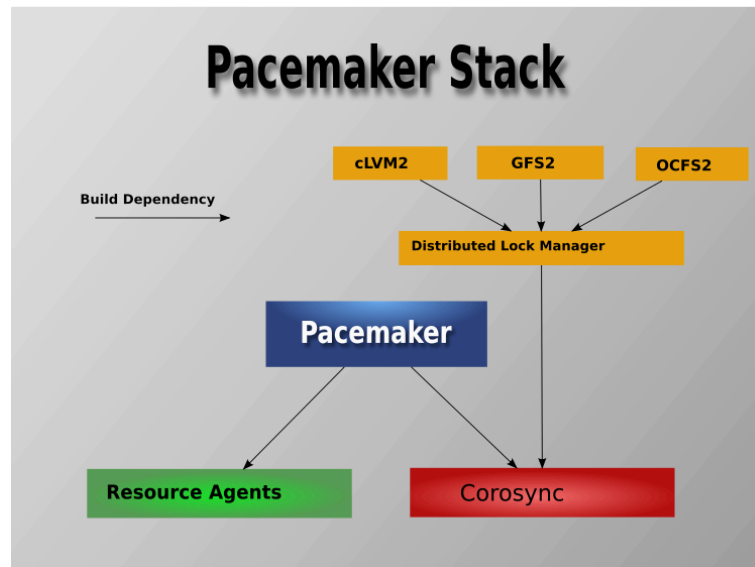 Pacemaker Stack
cLVM2
GFS2
OCFS2
Build Dependency
Distributed Lock Manager
Pacemaker
Resource Agents
Corosync